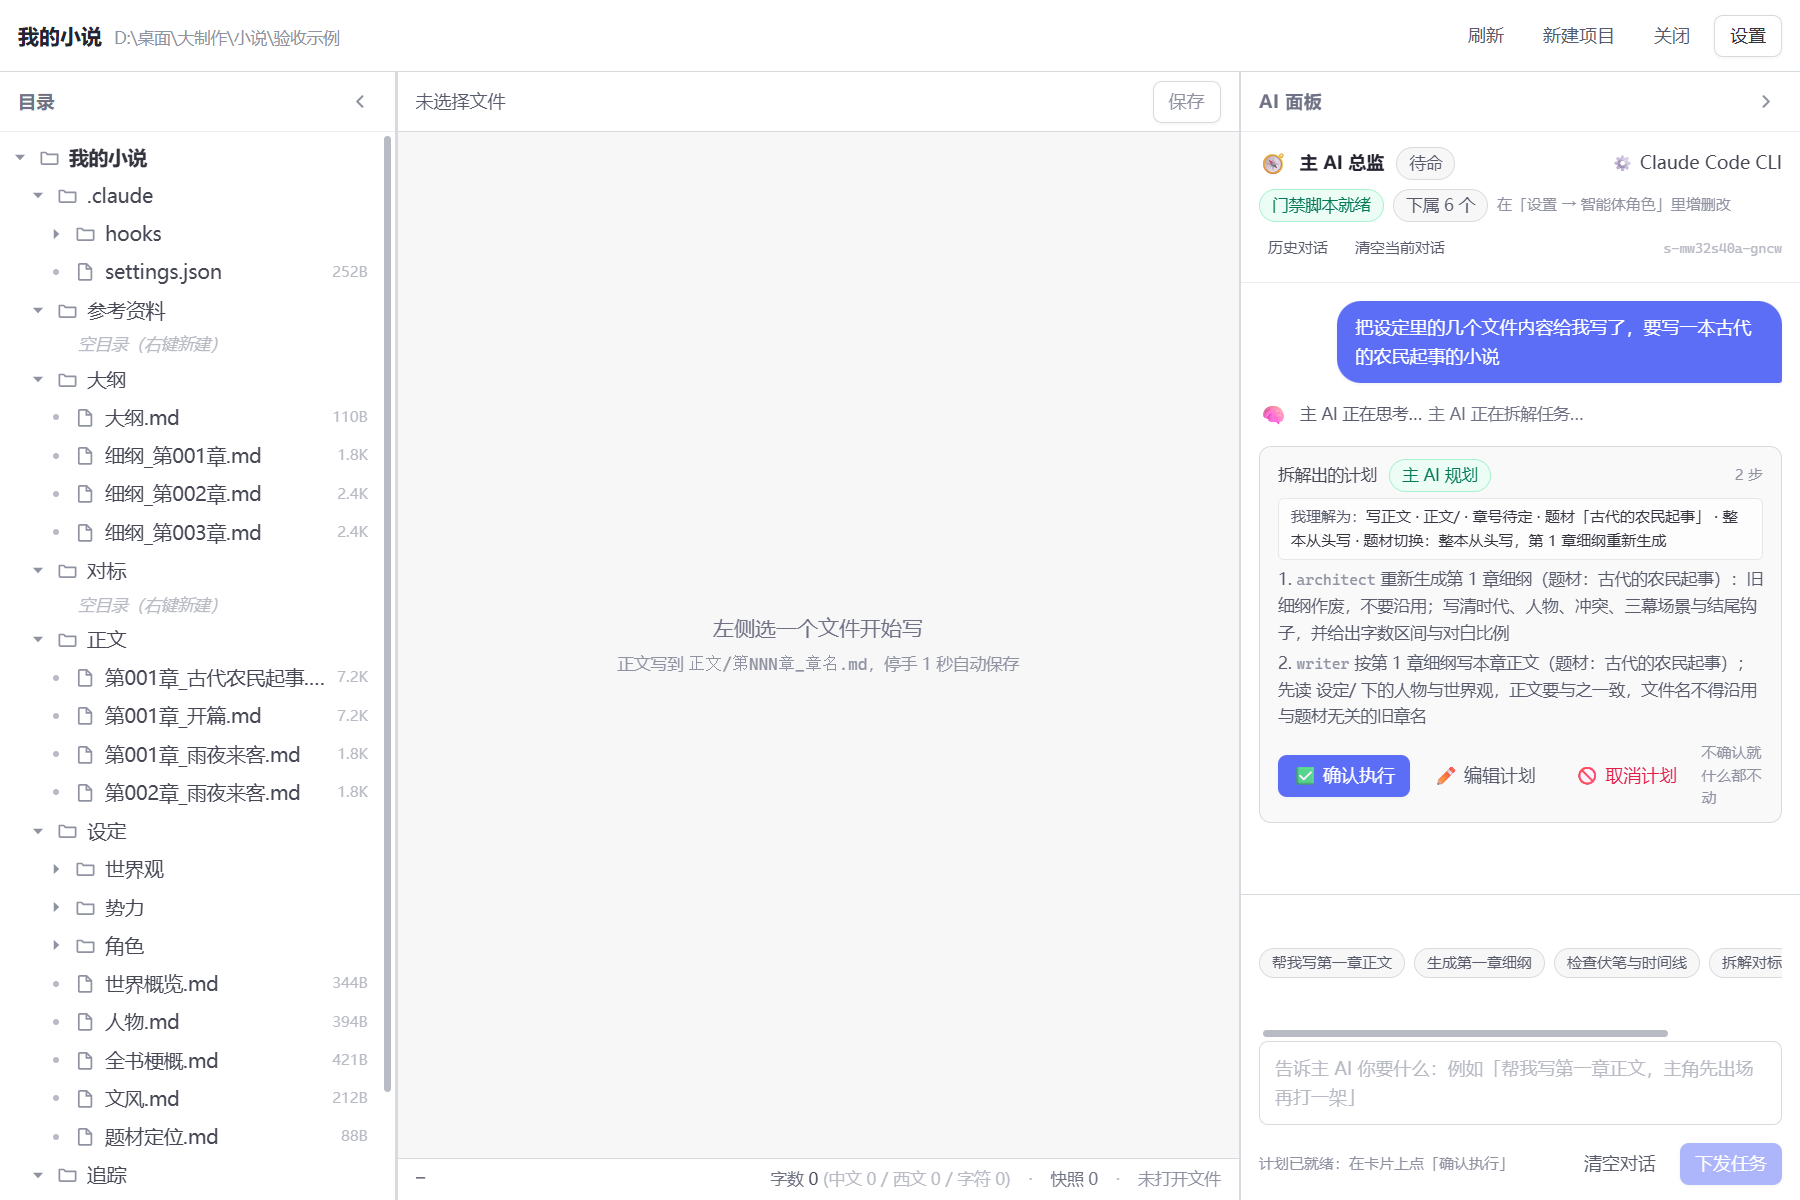 我的小说 D:\桌面\大制作\小说\验收示例 刷新 新建项目 关闭 设置
目录
我的小说
.claude
hooks
settings.json 252B
参考资料
空目录（右键新建）
大纲
大纲.md 110B
细纲_第001章.md 1.8K
细纲_第002章.md 2.4K
细纲_第003章.md 2.4K
对标
空目录（右键新建）
正文
第001章_古代农民起事.... 7.2K
第001章_开篇.md 7.2K
第001章_雨夜来客.md 1.8K
第002章_雨夜来客.md 1.8K
设定
世界观
势力
角色
世界概览.md 344B
人物.md 394B
全书梗概.md 421B
文风.md 212B
题材定位.md 88B
追踪
未选择文件 保存
左侧选一个文件开始写
正文写到 正文/第NNN章_章名.md，停手 1 秒自动保存
– 字数 0 (中文 0 / 西文 0 / 字符 0) · 快照 0 · 未打开文件
AI 面板
主 AI 总监 待命 Claude Code CLI
门禁脚本就绪 下属 6 个 在「设置 → 智能体角色」里增删改
历史对话 清空当前对话 s-mw32s40a-gncw
把设定里的几个文件内容给我写了，要写一本古代
的农民起事的小说
主 AI 正在思考... 主 AI 正在拆解任务...
拆解出的计划 主 AI 规划 2 步
我理解为：写正文 · 正文/ · 章号待定 · 题材「古代的农民起事」 · 整
本从头写 · 题材切换：整本从头写，第 1 章细纲重新生成
1. architect 重新生成第 1 章细纲（题材：古代的农民起事）：旧
细纲作废，不要沿用；写清时代、人物、冲突、三幕场景与结尾钩
子，并给出字数区间与对白比例
2. writer 按第 1 章细纲写本章正文（题材：古代的农民起事）；
先读 设定/ 下的人物与世界观，正文要与之一致，文件名不得沿用
与题材无关的旧章名
确认执行 编辑计划 取消计划 不确认就
什么都不
动
帮我写第一章正文 生成第一章细纲 检查伏笔与时间线 拆解对标
告诉主 AI 你要什么：例如「帮我写第一章正文，主角先出场
再打一架」
计划已就绪：在卡片上点「确认执行」 清空对话 下发任务